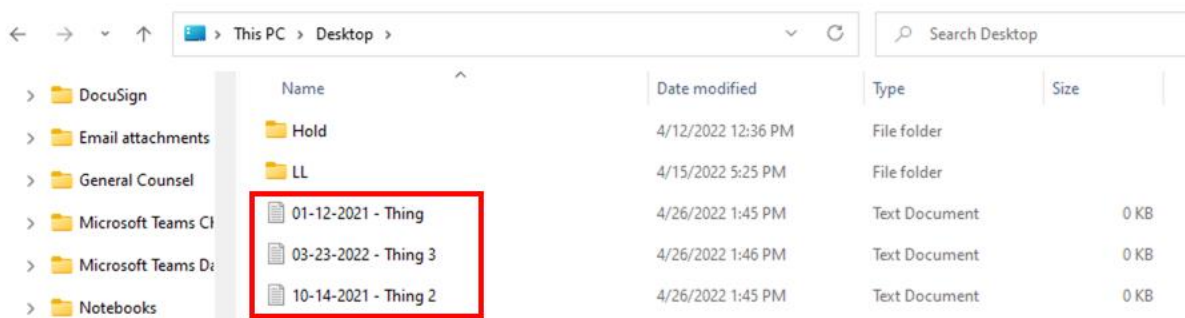 This PC > Desktop >
Search Desktop
DocuSign
Email attachments
General Counsel
Microsoft Teams Ch
Microsoft Teams Da
Notebooks
Name Date modified Type Size
Hold 4/12/2022 12:36 PM File folder
LL 4/15/2022 5:25 PM File folder
01-12-2021 - Thing 4/26/2022 1:45 PM Text Document 0 KB
03-23-2022 - Thing 3 4/26/2022 1:46 PM Text Document 0 KB
10-14-2021 - Thing 2 4/26/2022 1:45 PM Text Document 0 KB